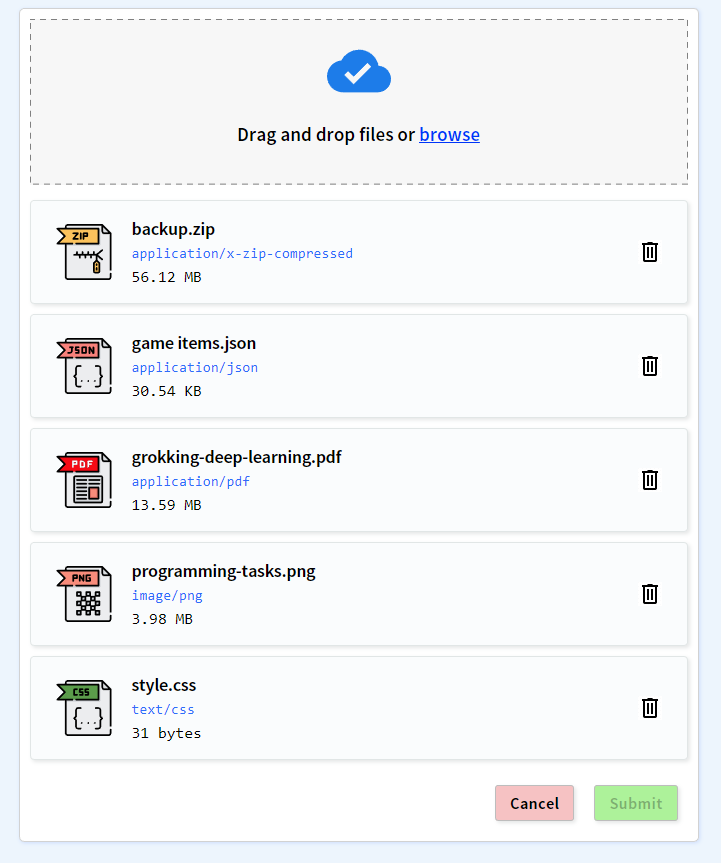 Drag and drop files or browse
ZIP
backup.zip
application/x-zip-compressed
56.12 MB
JSON
{...}
game items.json
application/json
30.54 KB
PDF
grokking-deep-learning.pdf
application/pdf
13.59 MB
PNG
programming-tasks.png
image/png
3.98 MB
CSS
{...}
style.css
text/css
31 bytes
Cancel
Submit